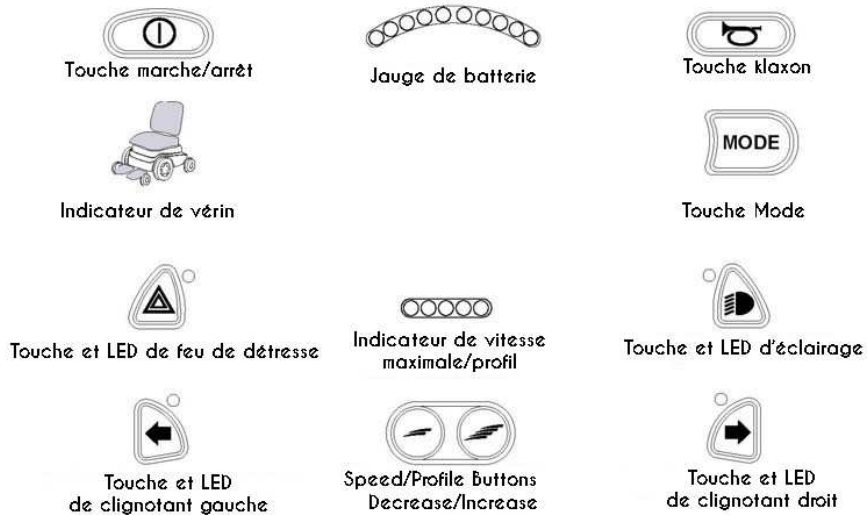 Touche marche/arrêt
Jauge de batterie
Touche klaxon
Indicateur de vérin
MODE
Touche Mode
Touche et LED de feu de détresse
Indicateur de vitesse
maximale/profil
Touche et LED d'éclairage
Touche et LED
de clignotant gauche
Speed/Profile Buttons
Decrease/Increase
Touche et LED
de clignotant droit